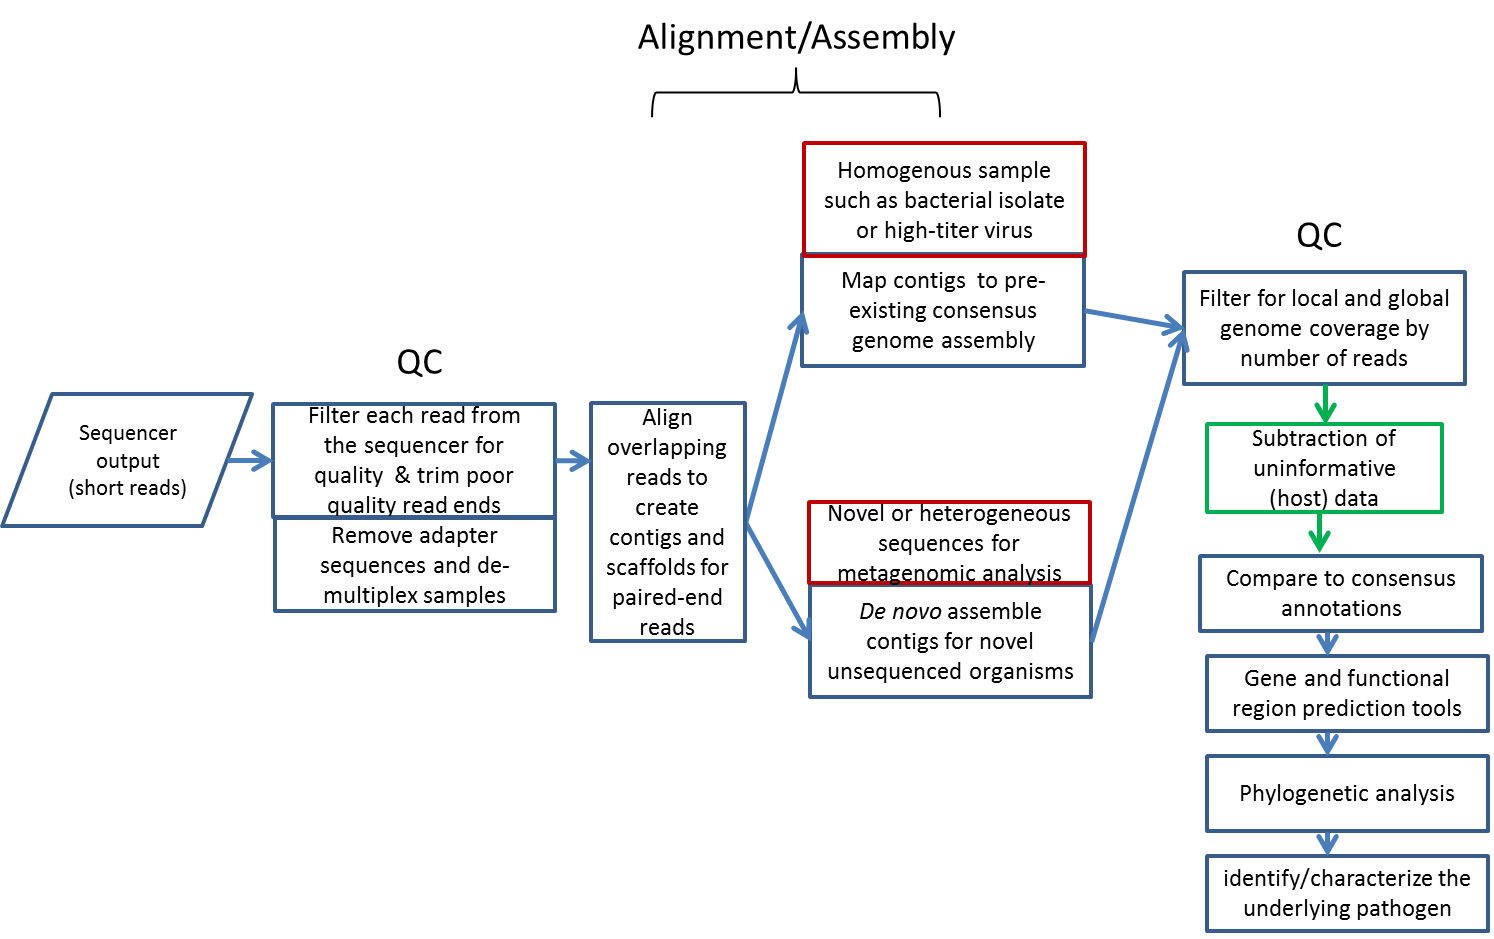 Alignment/Assembly
QC
Sequencer
output
(short reads)
Filter each read from
the sequencer for
quality & trim poor
quality read ends
Remove adapter
sequences and de-
multiplex samples
Align
overlapping
reads to
create
contigs and
scaffolds for
paired-end
reads
Homogenous sample
such as bacterial isolate
or high-titer virus
Map contigs to pre-
existing consensus
genome assembly
Novel or heterogeneous
sequences for
metagenomic analysis
De novo assemble
contigs for novel
unsequenced organisms
QC
Filter for local and global
genome coverage by
number of reads
Subtraction of
uninformative
(host) data
Compare to consensus
annotations
Gene and functional
region prediction tools
Phylogenetic analysis
identify/characterize the
underlying pathogen